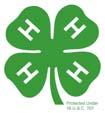 H H
H H
Protected Under
18 U.S.C. 707